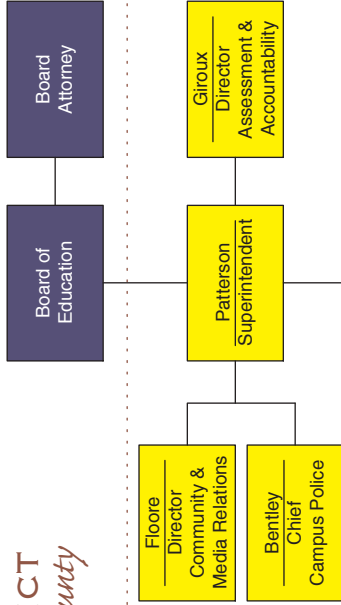 CT
unty
Board of
Education
Board
Attorney
Floore
Director
Community &
Media Relations
Bentley
Chief
Campus Police
Patterson
Superintendent
Giroux
Director
Assessment &
Accountability